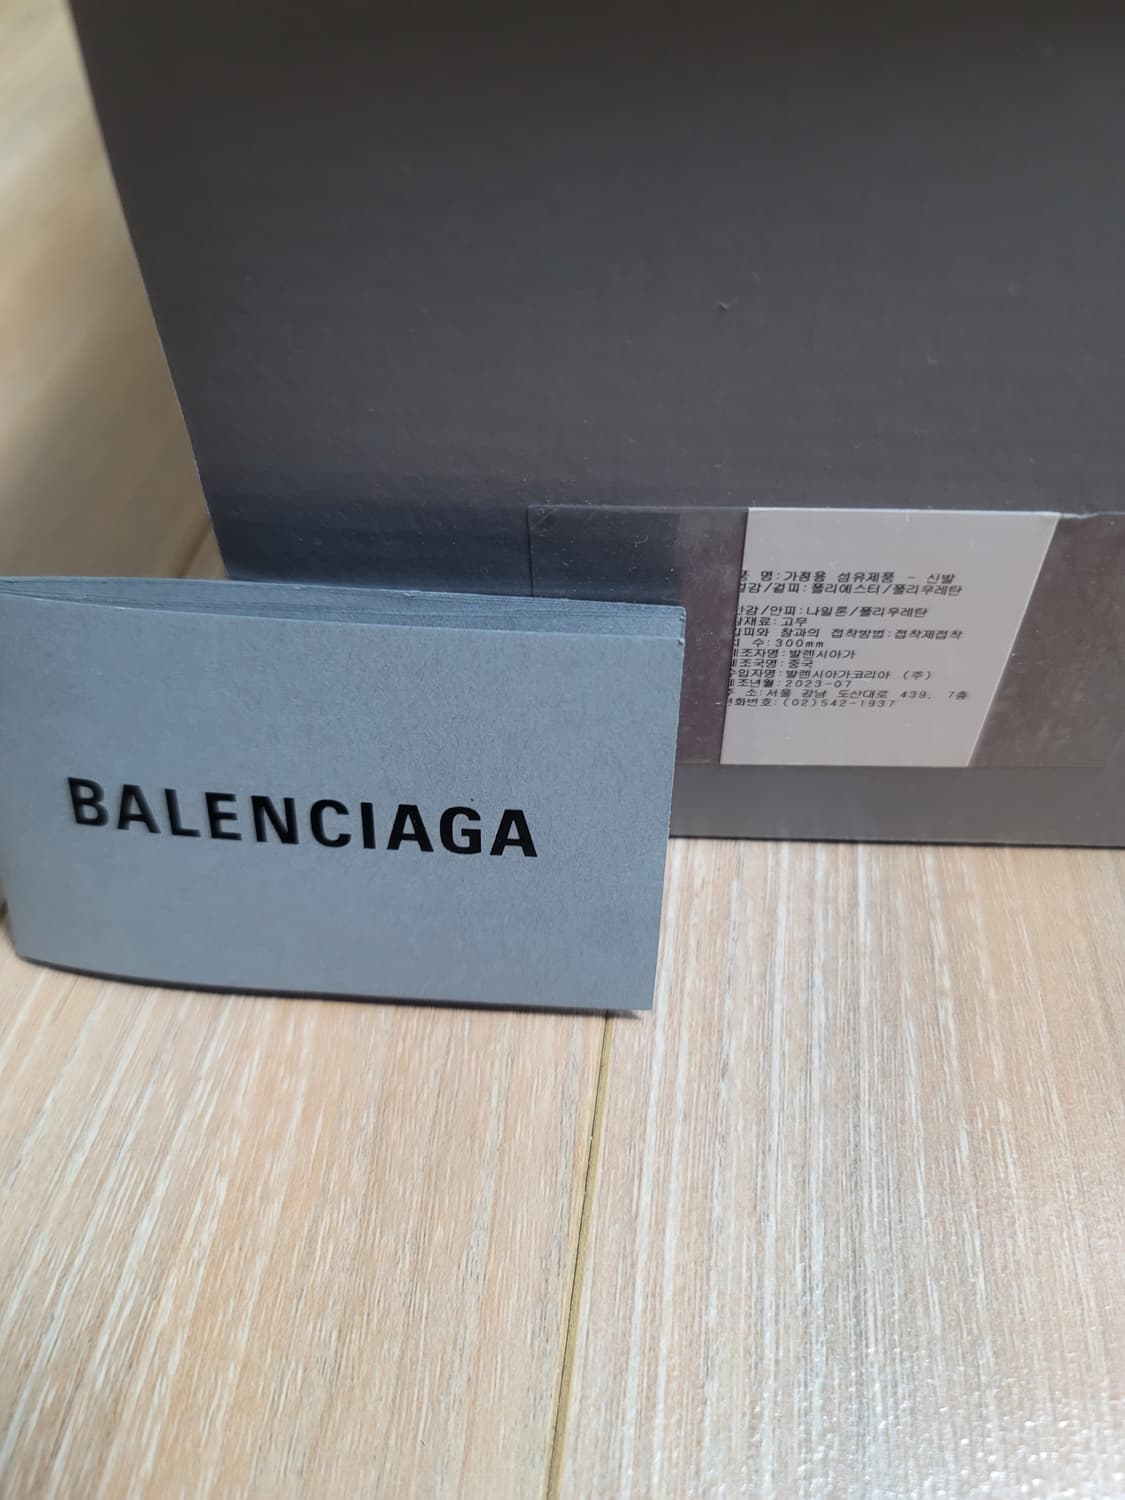 BALENCIAGA
품 명:가정용 섬유제품 - 신발
겉감/겉피:폴리에스터/폴리우레탄
안감/안피:나일론/폴리우레탄
창재료:고무
겉피와 창과의 접착방법:접착제접착
치 수:300mm
제조자명:발렌시아가
제조국명:중국
수입자명:발렌시아가코리아 (주)
제조년월:2023-07
주 소:서울 강남 도산대로 439. 7층
전화번호:(02)542-1937